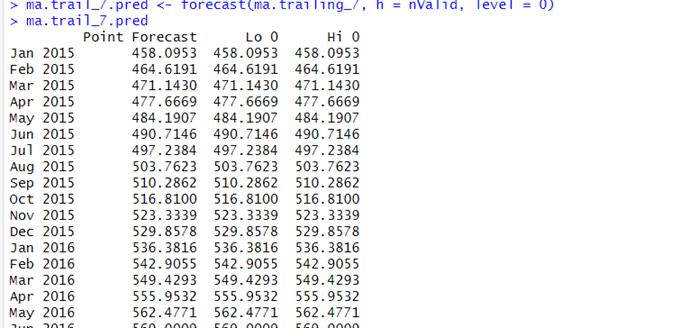 > ma.trail_7.pred <- forecast(ma.trailing_7, h = nValid, level = 0)
> ma.trail_7.pred
Point Forecast Lo 0 Hi 0
Jan 2015 458.0953 458.0953 458.0953
Feb 2015 464.6191 464.6191 464.6191
Mar 2015 471.1430 471.1430 471.1430
Apr 2015 477.6669 477.6669 477.6669
May 2015 484.1907 484.1907 484.1907
Jun 2015 490.7146 490.7146 490.7146
Jul 2015 497.2384 497.2384 497.2384
Aug 2015 503.7623 503.7623 503.7623
Sep 2015 510.2862 510.2862 510.2862
Oct 2015 516.8100 516.8100 516.8100
Nov 2015 523.3339 523.3339 523.3339
Dec 2015 529.8578 529.8578 529.8578
Jan 2016 536.3816 536.3816 536.3816
Feb 2016 542.9055 542.9055 542.9055
Mar 2016 549.4293 549.4293 549.4293
Apr 2016 555.9532 555.9532 555.9532
May 2016 562.4771 562.4771 562.4771
Jun 2016 569.0009 569.0009 569.0009